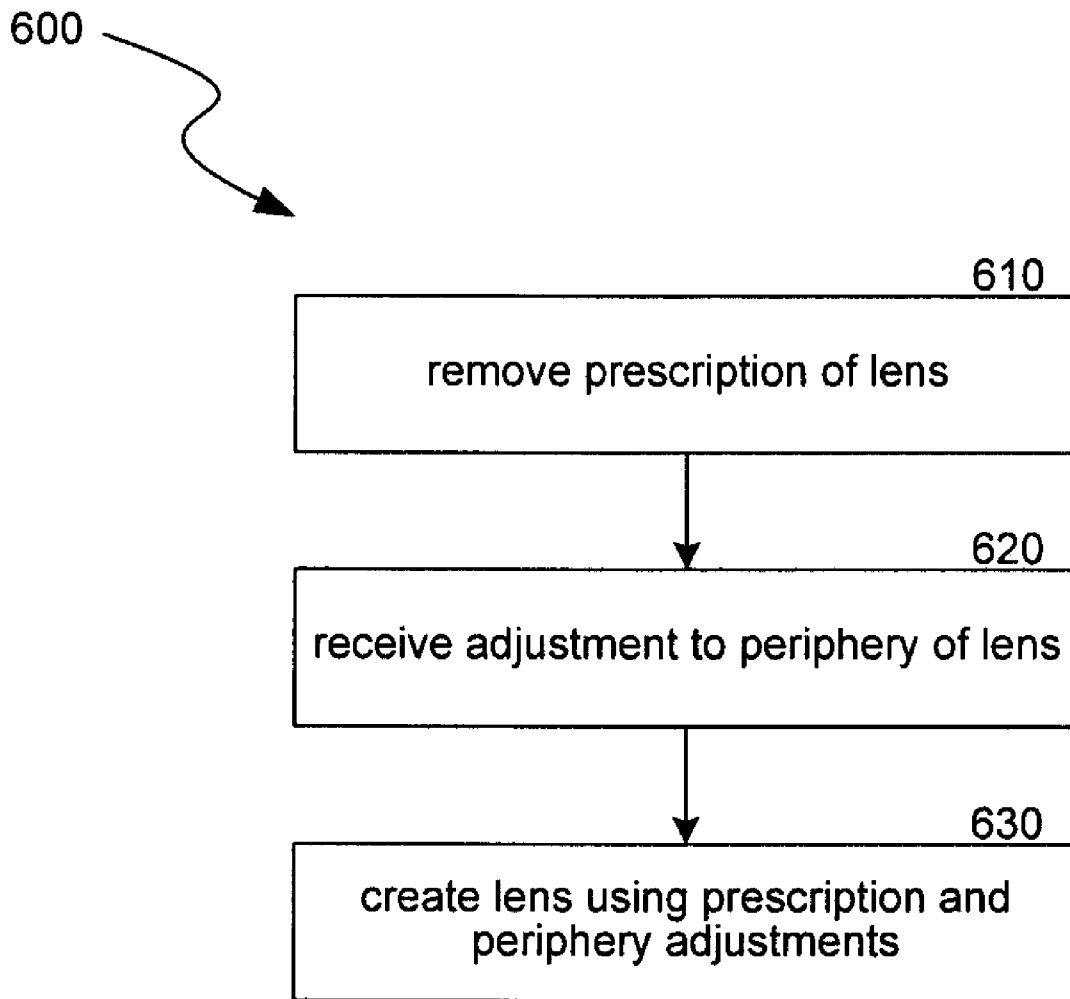 600
610
remove prescription of lens
620
receive adjustment to periphery of lens
630
create lens using prescription and
periphery adjustments